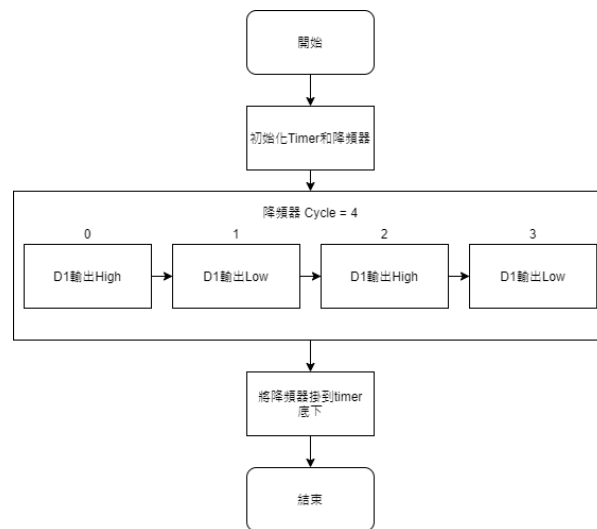 開始
初始化Timer和降頻器
降頻器 Cycle = 4
0
1
2
3
D1輸出High
D1輸出Low
D1輸出High
D1輸出Low
將降頻器掛到timer
底下
結束